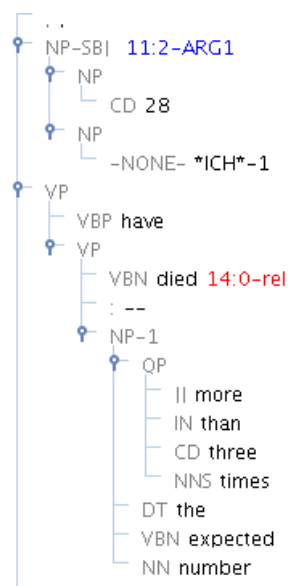 . .
NP-SBJ 11:2-ARG1
NP
CD 28
NP
-NONE- *ICH*-1
VP
VBP have
VP
VBN died 14:0-rel
: --
NP-1
QP
JJ more
IN than
CD three
NNS times
DT the
VBN expected
NN number